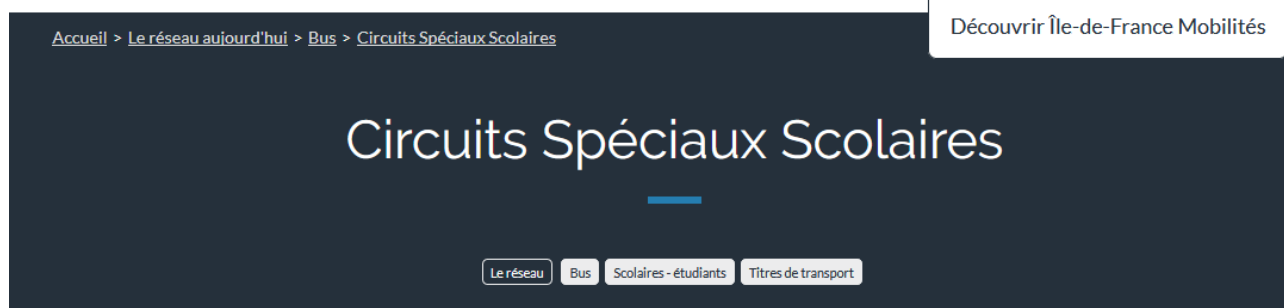 Découvrir Île-de-France Mobilités
Accueil > Le réseau aujourd'hui > Bus > Circuits Spéciaux Scolaires
Circuits Spéciaux Scolaires
Le réseau Bus Scolaires - étudiants Titres de transport